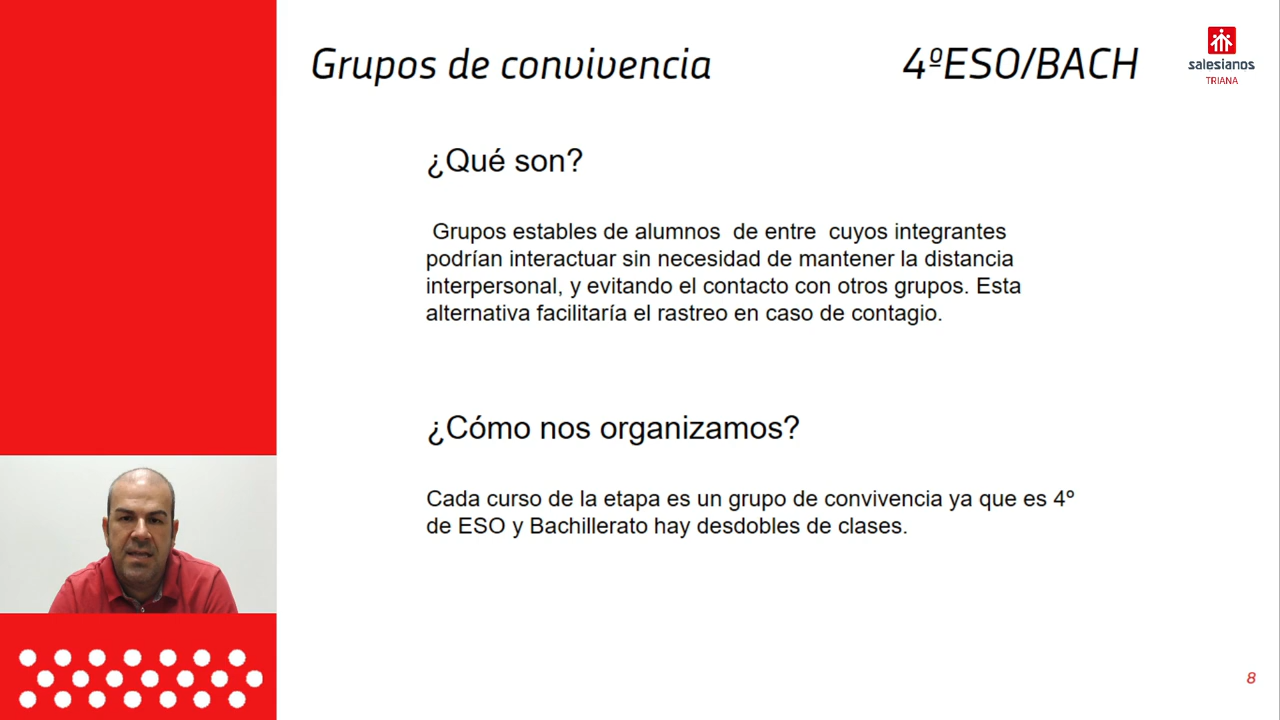 Grupos de convivencia 4ºESO/BACH
salesianos
TRIANA
¿Qué son?
Grupos estables de alumnos de entre cuyos integrantes
podrían interactuar sin necesidad de mantener la distancia
interpersonal, y evitando el contacto con otros grupos. Esta
alternativa facilitaría el rastreo en caso de contagio.
¿Cómo nos organizamos?
Cada curso de la etapa es un grupo de convivencia ya que es 4º
de ESO y Bachillerato hay desdobles de clases.
8